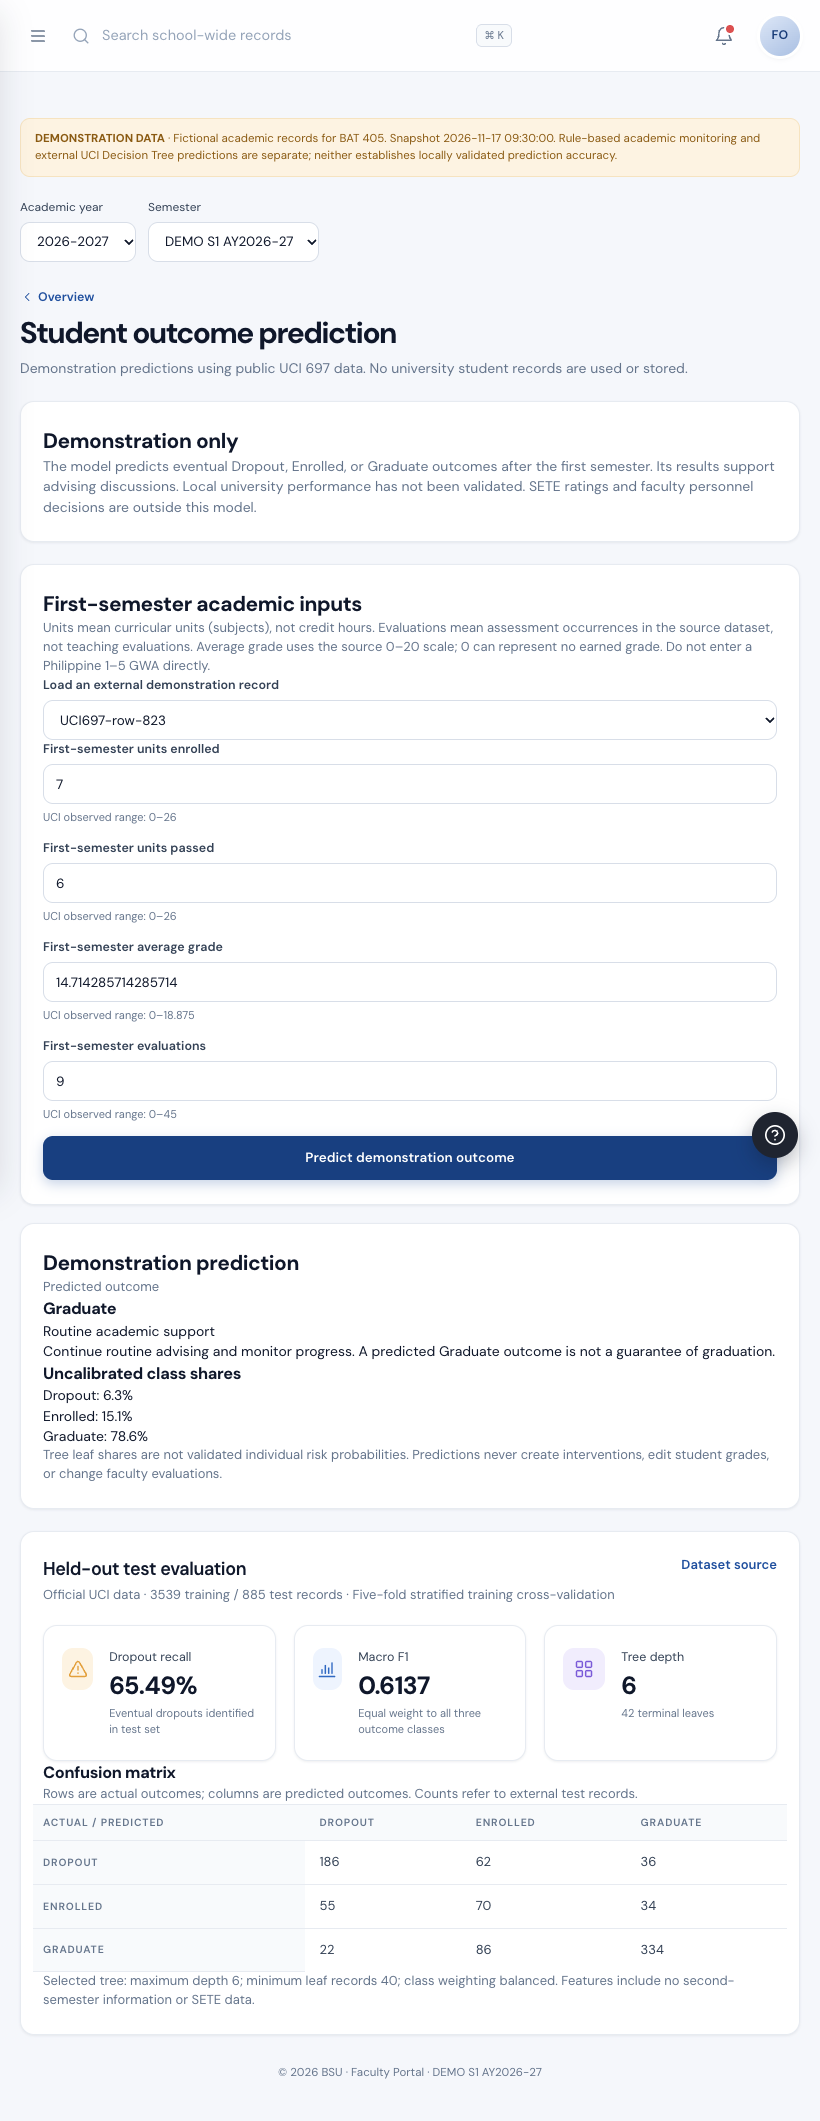 Search school-wide records
⌘ K
FO
DEMONSTRATION DATA · Fictional academic records for BAT 405. Snapshot 2026-11-17 09:30:00. Rule-based academic monitoring and
external UCI Decision Tree predictions are separate; neither establishes locally validated prediction accuracy.
Academic year
Semester
2026-2027
DEMO S1 AY2026-27
Overview
Student outcome prediction
Demonstration predictions using public UCI 697 data. No university student records are used or stored.
Demonstration only
The model predicts eventual Dropout, Enrolled, or Graduate outcomes after the first semester. Its results support
advising discussions. Local university performance has not been validated. SETE ratings and faculty personnel
decisions are outside this model.
First-semester academic inputs
Units mean curricular units (subjects), not credit hours. Evaluations mean assessment occurrences in the source dataset,
not teaching evaluations. Average grade uses the source 0–20 scale; 0 can represent no earned grade. Do not enter a
Philippine 1–5 GWA directly.
Load an external demonstration record
UCI697-row-823
First-semester units enrolled
7
UCI observed range: 0–26
First-semester units passed
6
UCI observed range: 0–26
First-semester average grade
14.714285714285714
UCI observed range: 0–18.875
First-semester evaluations
9
UCI observed range: 0–45
Predict demonstration outcome
Demonstration prediction
Predicted outcome
Graduate
Routine academic support
Continue routine advising and monitor progress. A predicted Graduate outcome is not a guarantee of graduation.
Uncalibrated class shares
Dropout: 6.3%
Enrolled: 15.1%
Graduate: 78.6%
Tree leaf shares are not validated individual risk probabilities. Predictions never create interventions, edit student grades,
or change faculty evaluations.
Held-out test evaluation
Dataset source
Official UCI data · 3539 training / 885 test records · Five-fold stratified training cross-validation
Dropout recall
65.49%
Eventual dropouts identified
in test set
Macro F1
0.6137
Equal weight to all three
outcome classes
Tree depth
6
42 terminal leaves
Confusion matrix
Rows are actual outcomes; columns are predicted outcomes. Counts refer to external test records.
ACTUAL / PREDICTED DROPOUT ENROLLED GRADUATE
DROPOUT 186 62 36
ENROLLED 55 70 34
GRADUATE 22 86 334
Selected tree: maximum depth 6; minimum leaf records 40; class weighting balanced. Features include no second-
semester information or SETE data.
© 2026 BSU · Faculty Portal · DEMO S1 AY2026-27